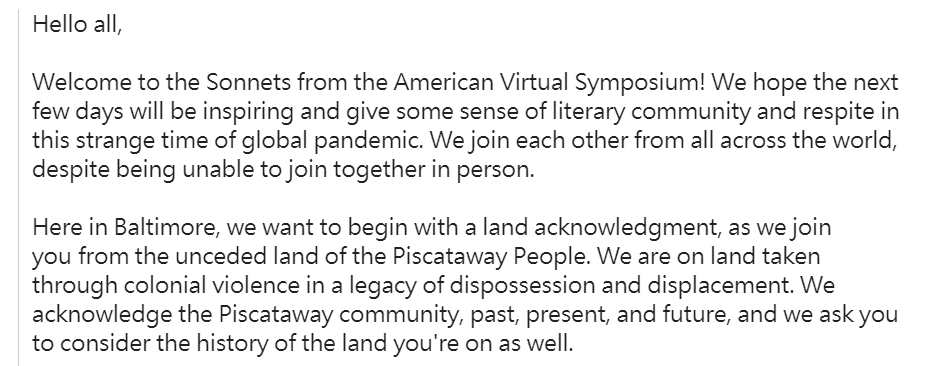 Hello all,
Welcome to the Sonnets from the American Virtual Symposium! We hope the next
few days will be inspiring and give some sense of literary community and respite in
this strange time of global pandemic. We join each other from all across the world,
despite being unable to join together in person.
Here in Baltimore, we want to begin with a land acknowledgment, as we join
you from the unceded land of the Piscataway People. We are on land taken
through colonial violence in a legacy of dispossession and displacement. We
acknowledge the Piscataway community, past, present, and future, and we ask you
to consider the history of the land you're on as well.